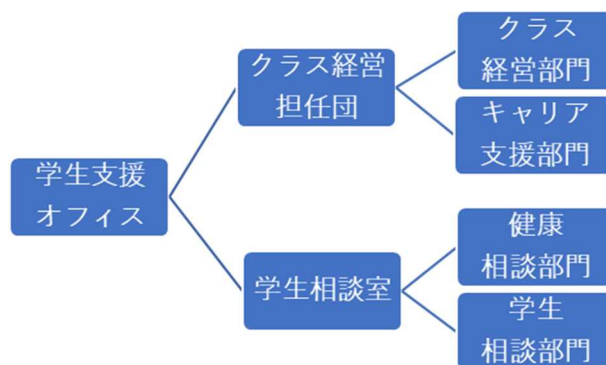 学生支援
オフィス
クラス経営
担任団
クラス
経営部門
キャリア
支援部門
学生相談室
健康
相談部門
学生
相談部門